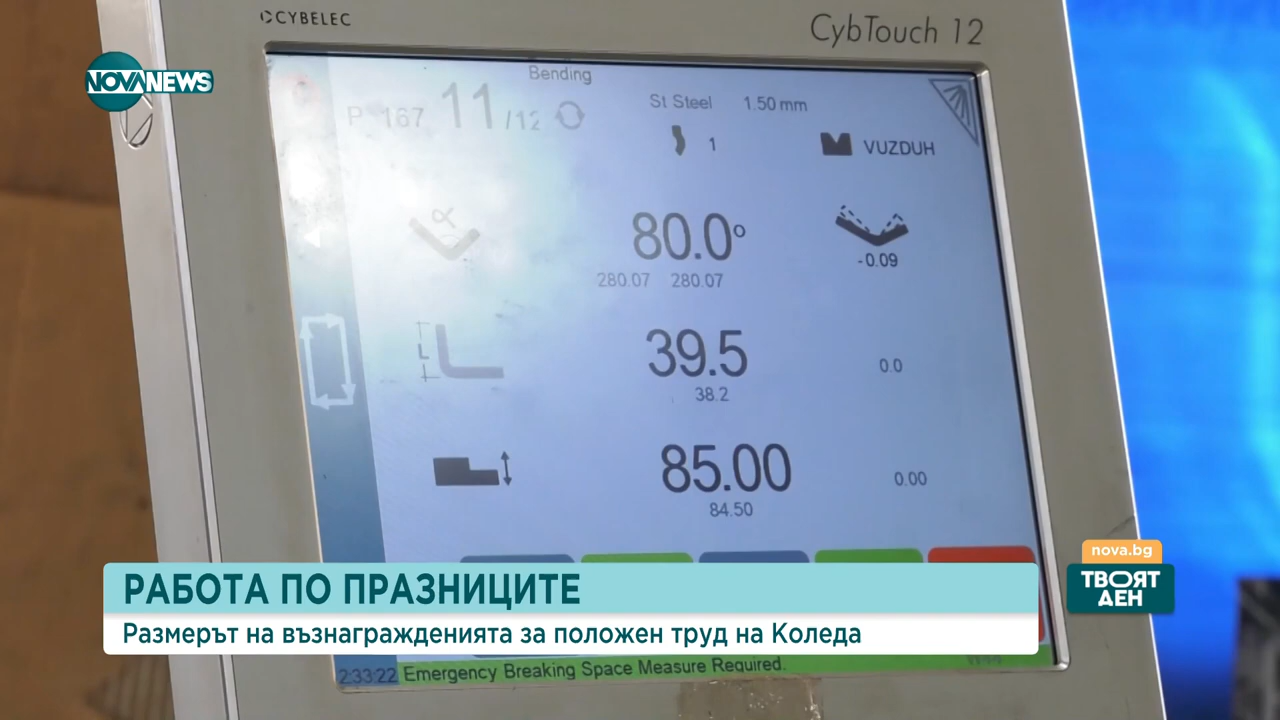 CYBELEC
CybTouch 12
NOVANEWS
Bending
P 167 11/12
St Steel 1.50 mm
1
VUZDUH
α
80.0°
280.07 280.07
-0.09
L
39.5
38.2
0.0
85.00
84.50
0.00
nova.bg
ТВОЯТ
ДЕН
РАБОТА ПО ПРАЗНИЦИТЕ
Размерът на възнагражденията за положен труд на Коледа
2:33:22 Emergency Breaking Space Measure Required.